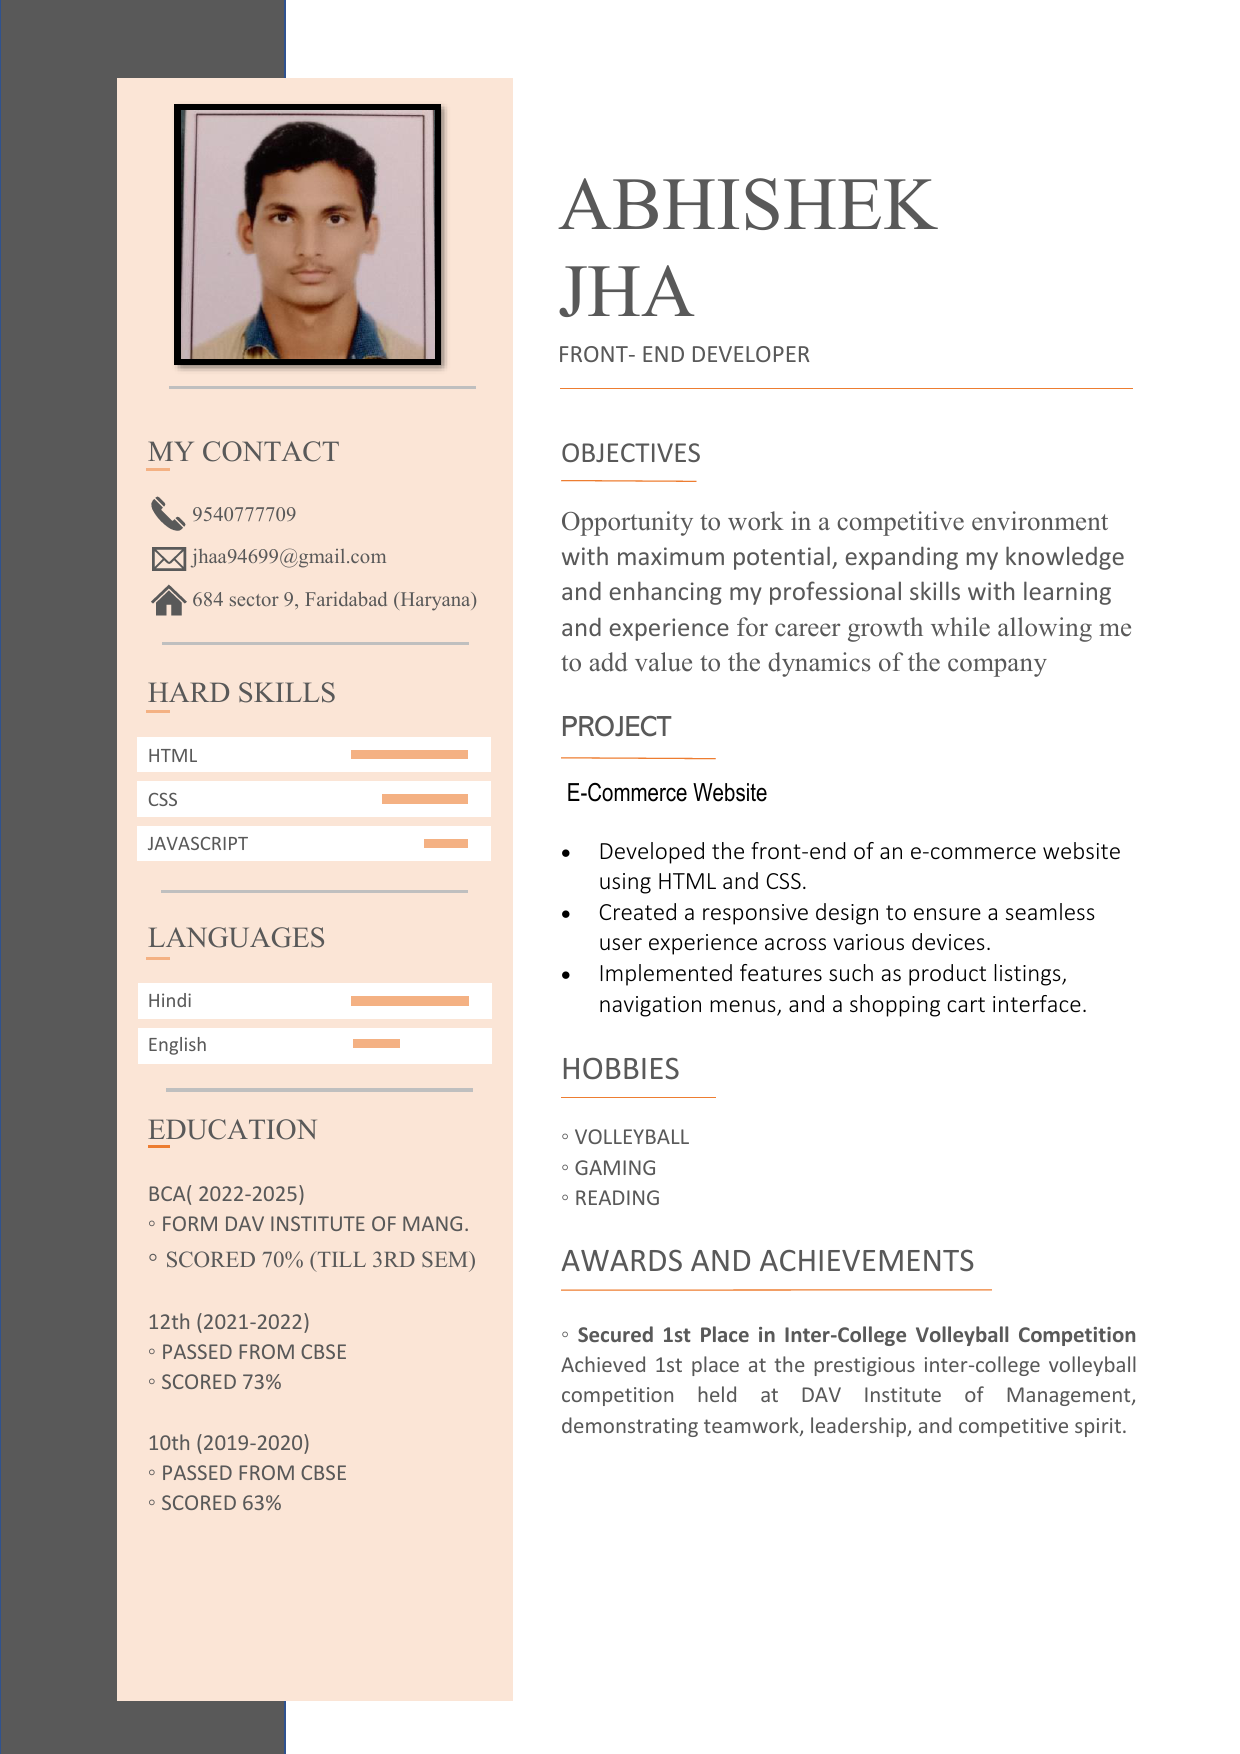 ABHISHEK
JHA
FRONT- END DEVELOPER
MY CONTACT
9540777709
jhaa94699@gmail.com
684 sector 9, Faridabad (Haryana)
HARD SKILLS
HTML
CSS
JAVASCRIPT
LANGUAGES
Hindi
English
EDUCATION
BCA( 2022-2025)
◦ FORM DAV INSTITUTE OF MANG.
◦ SCORED 70% (TILL 3RD SEM)
12th (2021-2022)
◦ PASSED FROM CBSE
◦ SCORED 73%
10th (2019-2020)
◦ PASSED FROM CBSE
◦ SCORED 63%
OBJECTIVES
Opportunity to work in a competitive environment
with maximum potential, expanding my knowledge
and enhancing my professional skills with learning
and experience for career growth while allowing me
to add value to the dynamics of the company
PROJECT
E-Commerce Website
• Developed the front-end of an e-commerce website
using HTML and CSS.
• Created a responsive design to ensure a seamless
user experience across various devices.
• Implemented features such as product listings,
navigation menus, and a shopping cart interface.
HOBBIES
◦ VOLLEYBALL
◦ GAMING
◦ READING
AWARDS AND ACHIEVEMENTS
◦ Secured 1st Place in Inter-College Volleyball Competition
Achieved 1st place at the prestigious inter-college volleyball
competition held at DAV Institute of Management,
demonstrating teamwork, leadership, and competitive spirit.